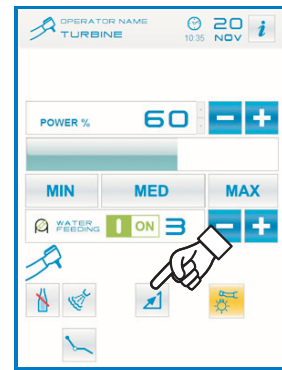 OPERATOR NAME
TURBINE
10:35
20
NOV
i
POWER % 60 - +
MIN MED MAX
WATER
FEEDING
I ON 3 - +